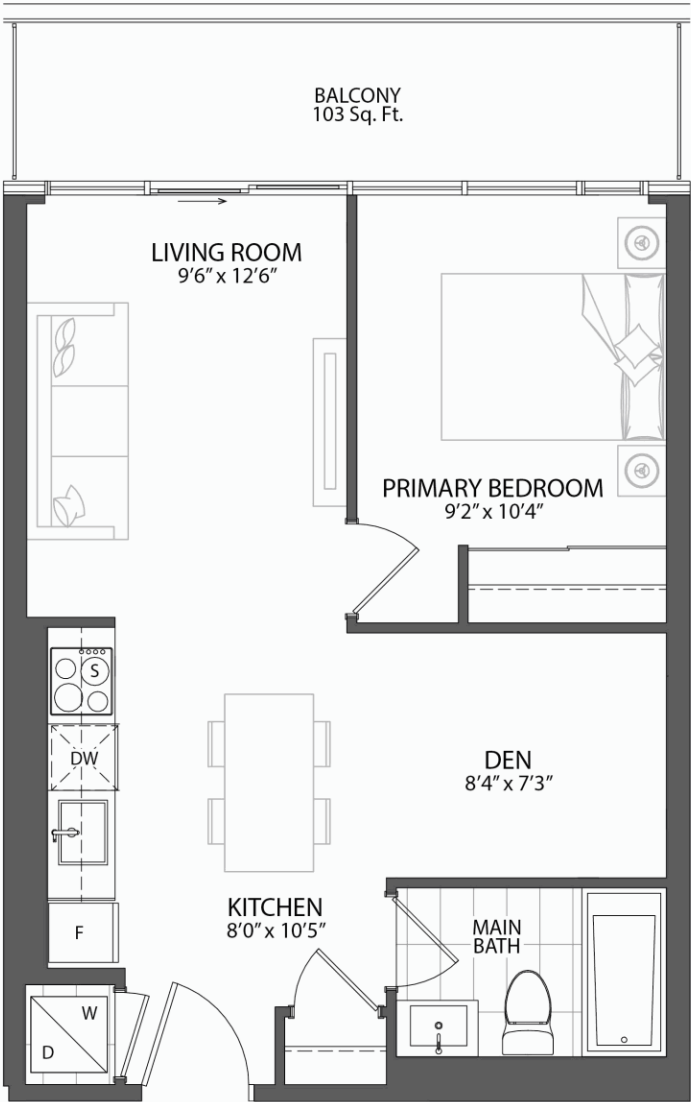 BALCONY
103 Sq. Ft.
LIVING ROOM
9'6" x 12'6"
PRIMARY BEDROOM
9'2" x 10'4"
S
DW
DEN
8'4" x 7'3"
KITCHEN
8'0" x 10'5"
F
MAIN
BATH
W
D